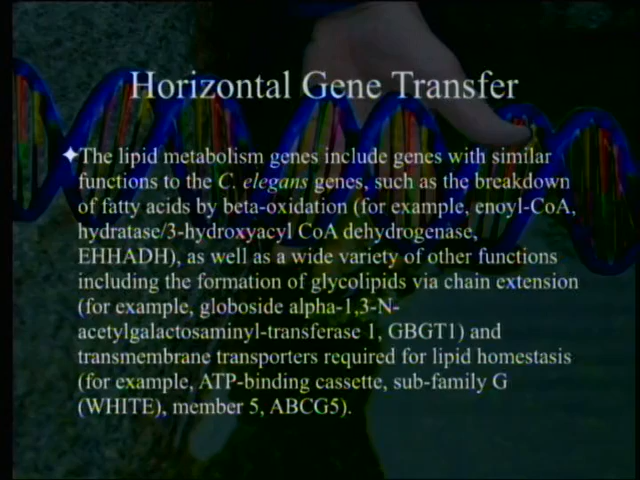 Horizontal Gene Transfer
✦The lipid metabolism genes include genes with similar
functions to the C. elegans genes, such as the breakdown
of fatty acids by beta-oxidation (for example, enoyl-CoA,
hydratase/3-hydroxyacyl CoA dehydrogenase,
EHHADH), as well as a wide variety of other functions
including the formation of glycolipids via chain extension
(for example, globoside alpha-1,3-N-
acetylgalactosaminyl-transferase 1, GBGT1) and
transmembrane transporters required for lipid homestasis
(for example, ATP-binding cassette, sub-family G
(WHITE), member 5, ABCG5).